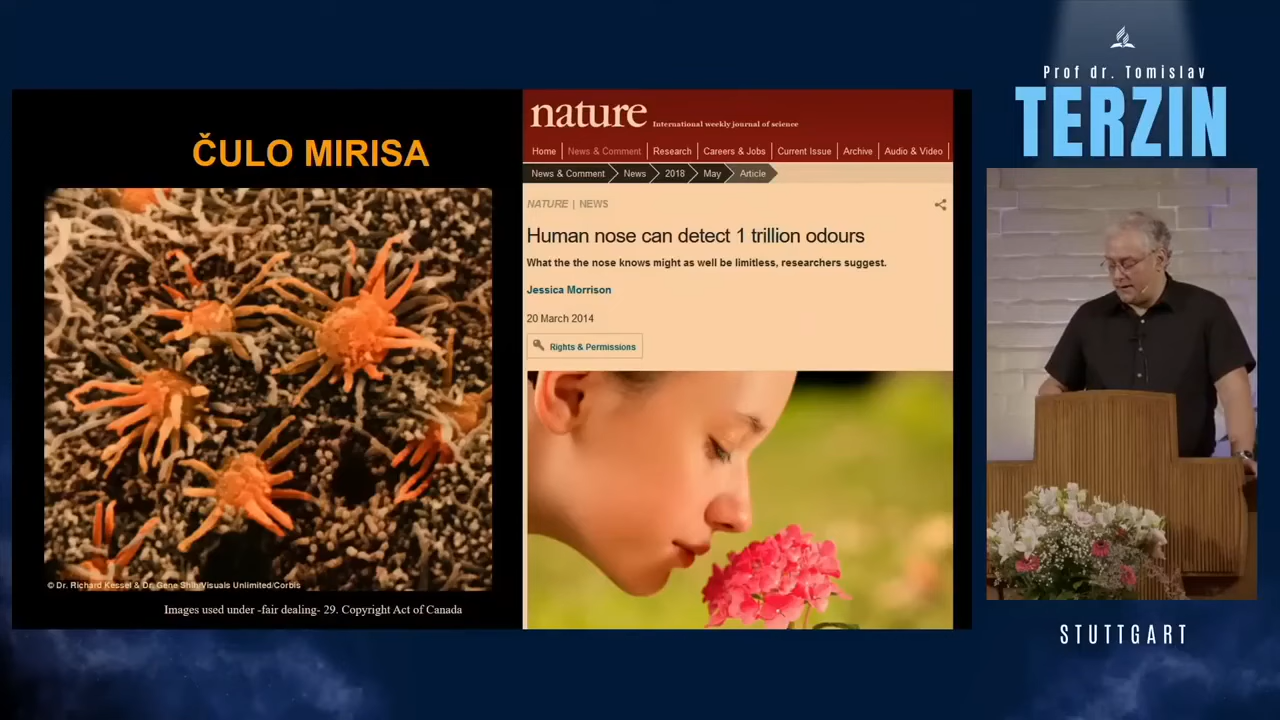 ČULO MIRISA
© Dr. Richard Kessel & Dr. Gene Shih/Visuals Unlimited/Corbis
Images used under -fair dealing- 29. Copyright Act of Canada
nature International weekly journal of science
Home News & Comment Research Careers & Jobs Current Issue Archive Audio & Video
News & Comment News 2018 May Article
NATURE | NEWS
Human nose can detect 1 trillion odours
What the the nose knows might as well be limitless, researchers suggest.
Jessica Morrison
20 March 2014
Rights & Permissions
Prof dr. Tomislav
TERZIN
STUTTGART